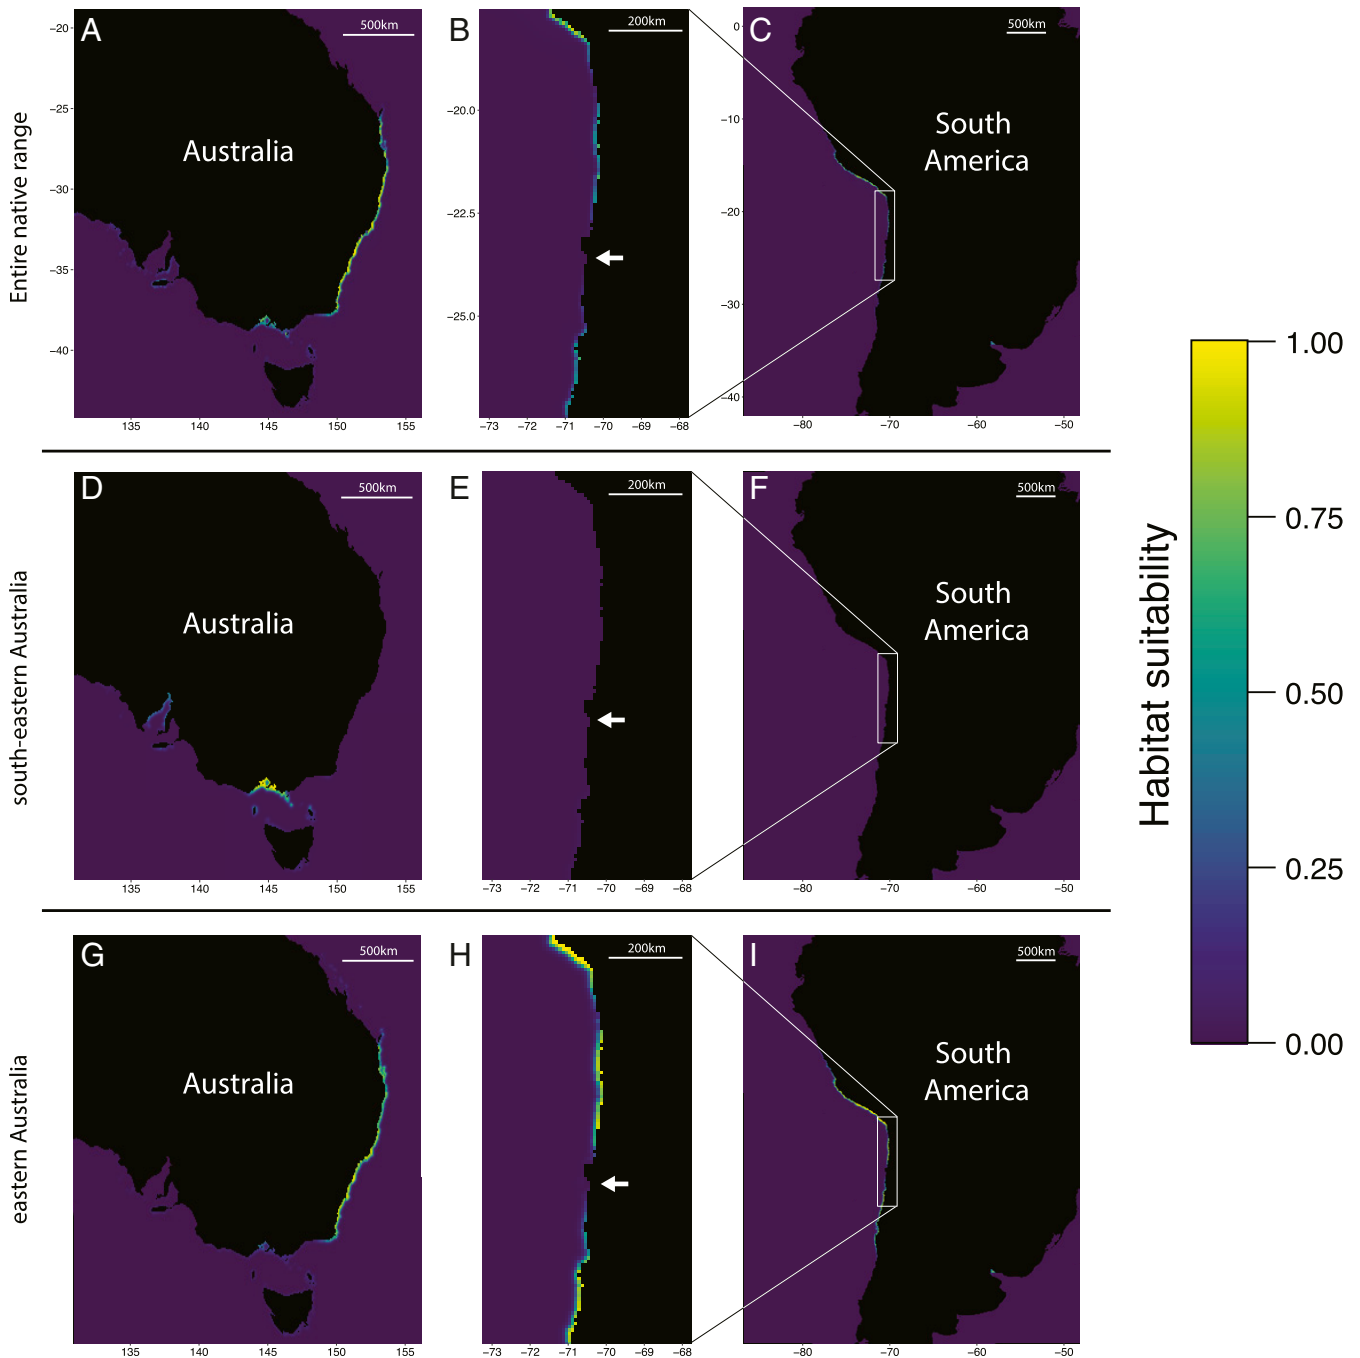 Entire native range
A
500km
Australia
−20
−25
−30
−35
−40
135
140
145
150
155
B
200km
−20.0
−22.5
−25.0
−73
−72
−71
−70
−69
−68
C
500km
South
America
0
−10
−20
−30
−40
−80
−70
−60
−50
south-eastern Australia
D
500km
Australia
135
140
145
150
155
E
200km
−73
−72
−71
−70
−69
−68
F
500km
South
America
−80
−70
−60
−50
eastern Australia
G
500km
Australia
135
140
145
150
155
H
200km
−73
−72
−71
−70
−69
−68
I
500km
South
America
−80
−70
−60
−50
Habitat suitability
1.00
0.75
0.50
0.25
0.00